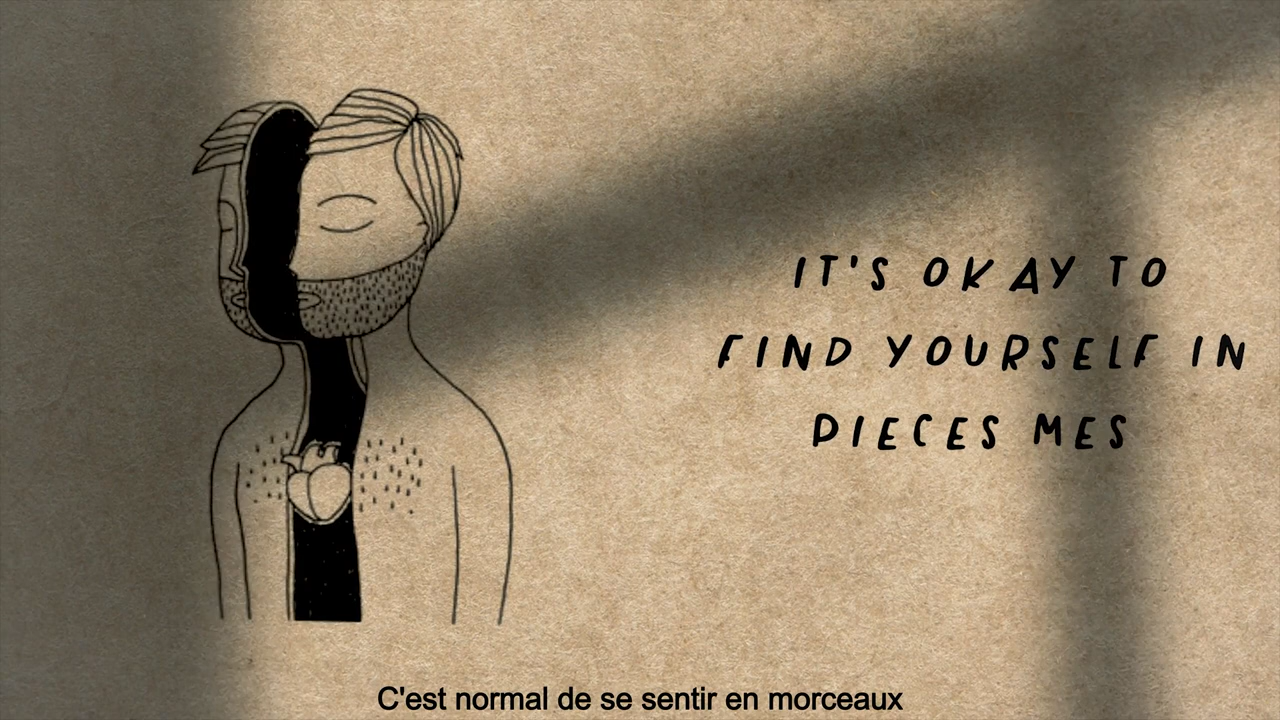 IT'S OKAY TO
FIND YOURSELF IN
PIECES MES
C'est normal de se sentir en morceaux